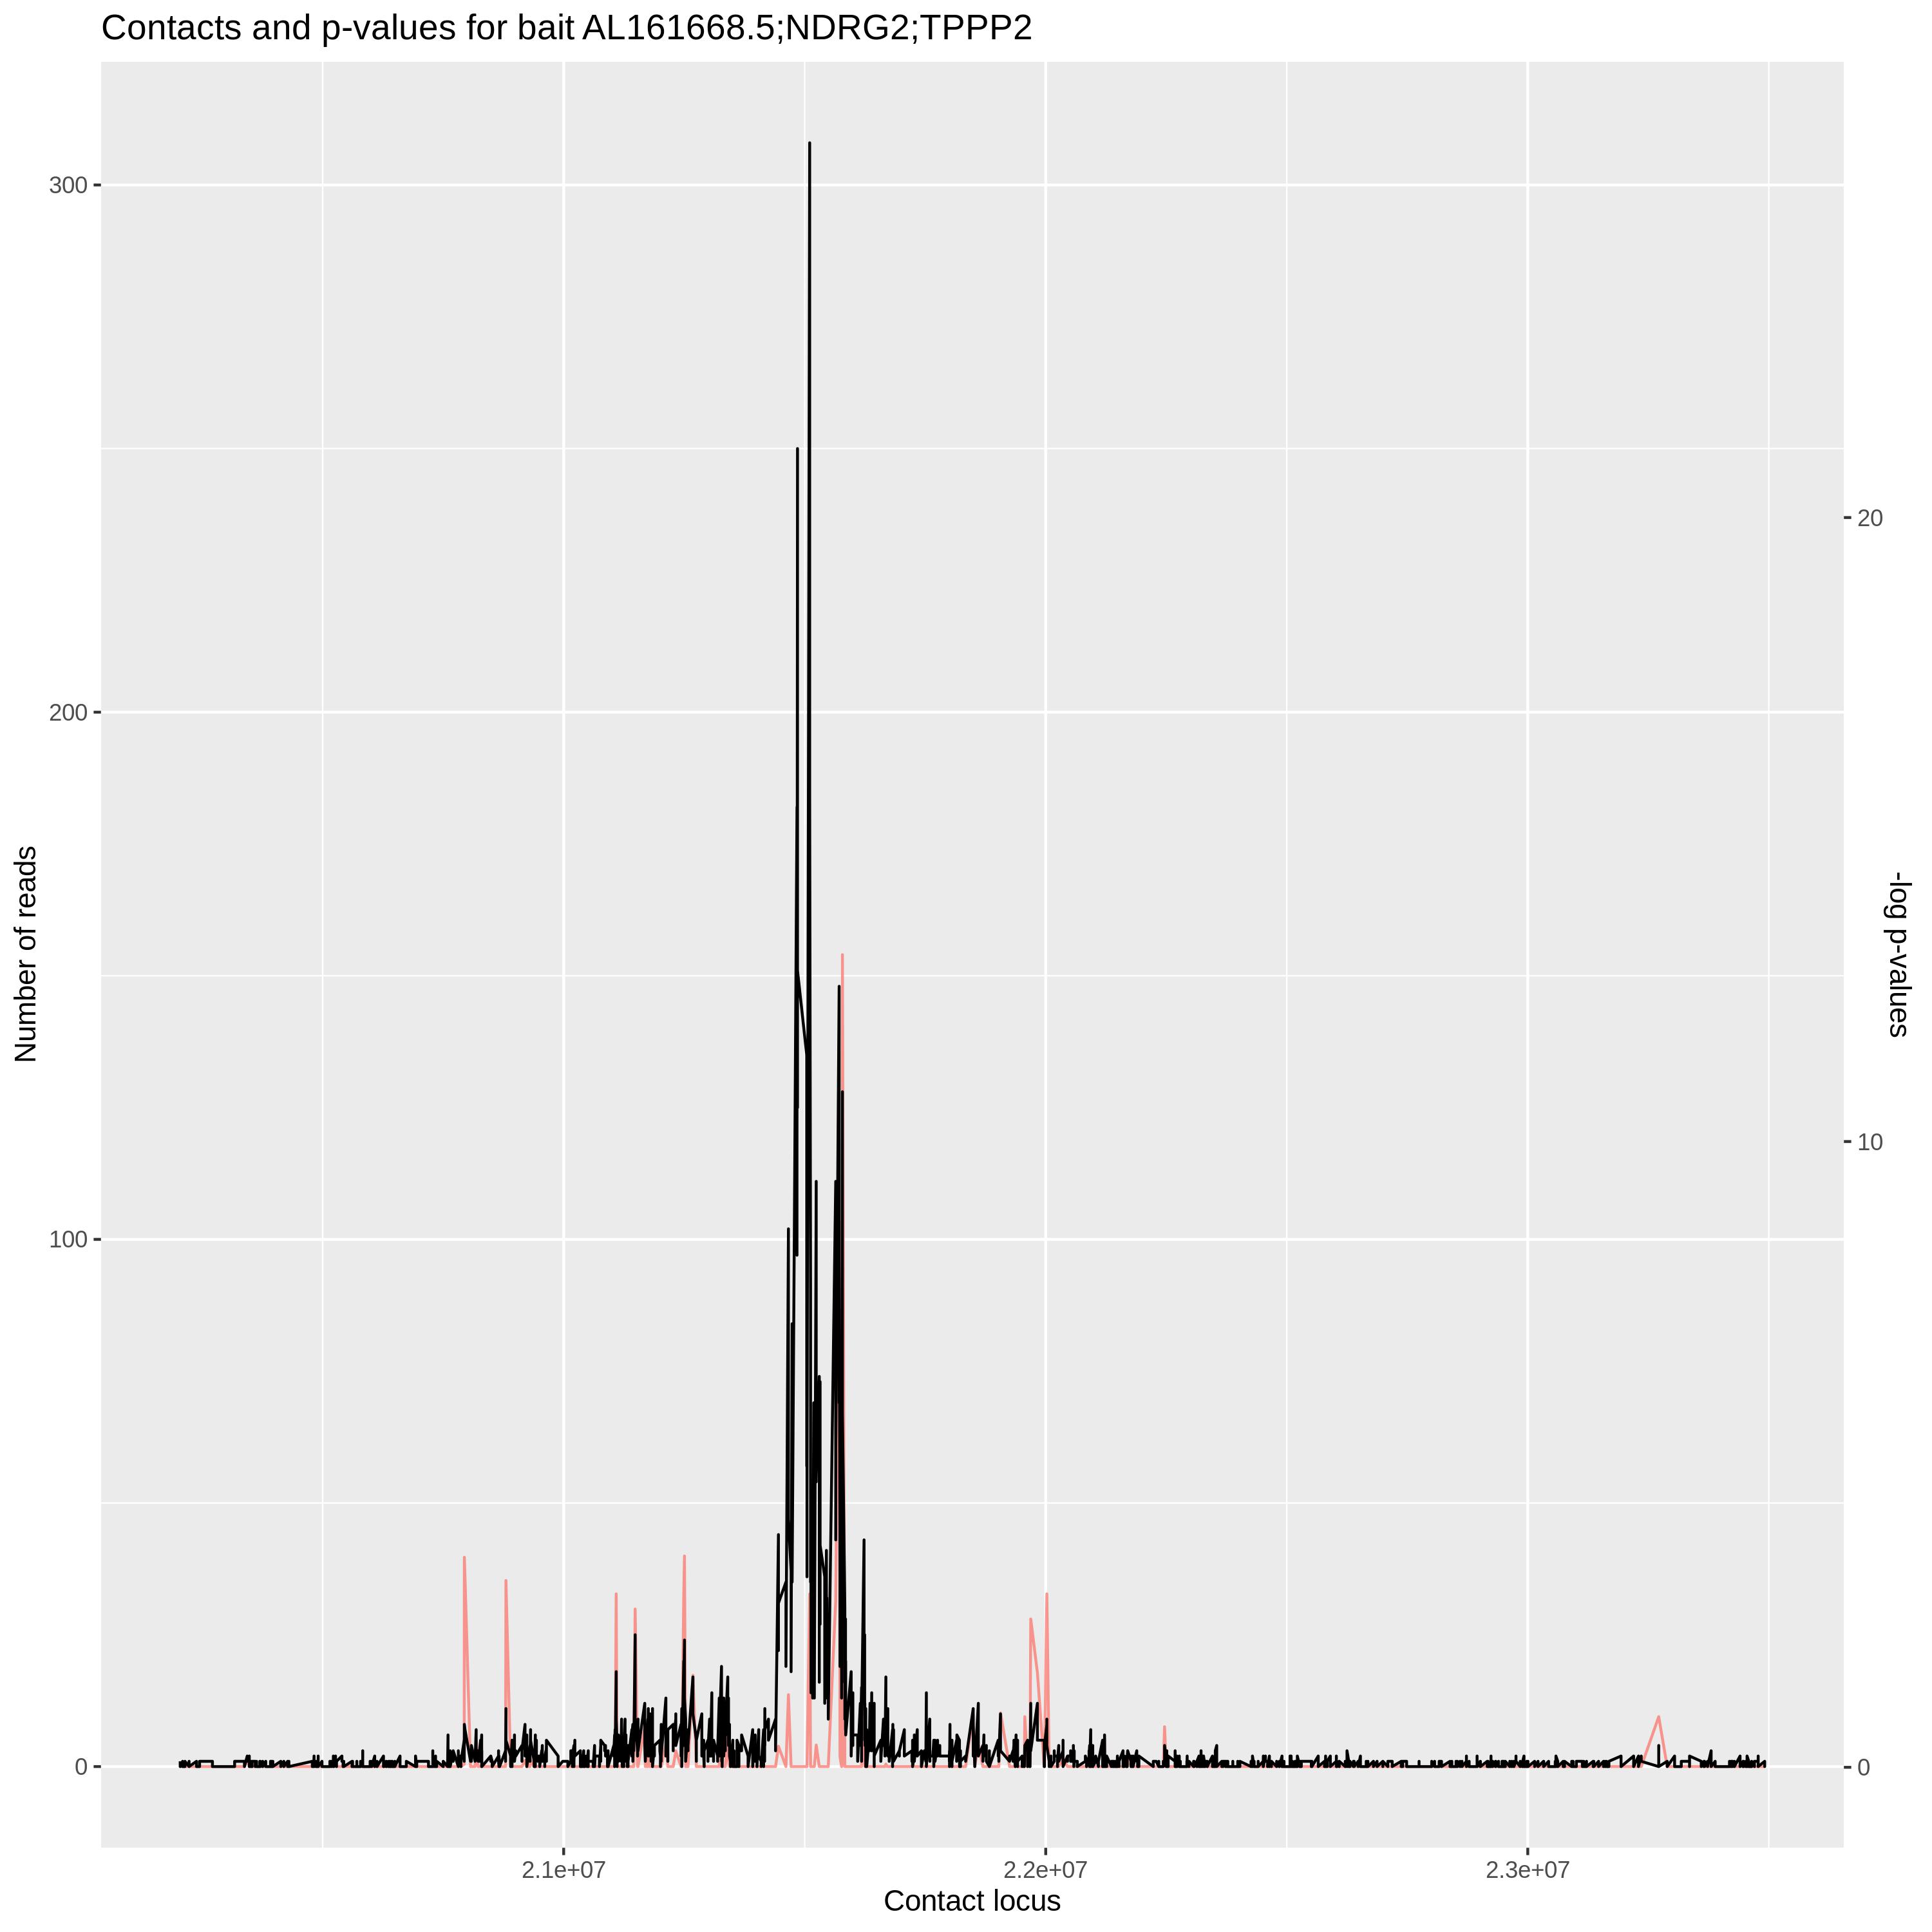 Contacts and p-values for bait AL161668.5;NDRG2;TPPP2
300
200
100
0
Number of reads
20
10
0
-log p-values
2.1e+07
2.2e+07
2.3e+07
Contact locus